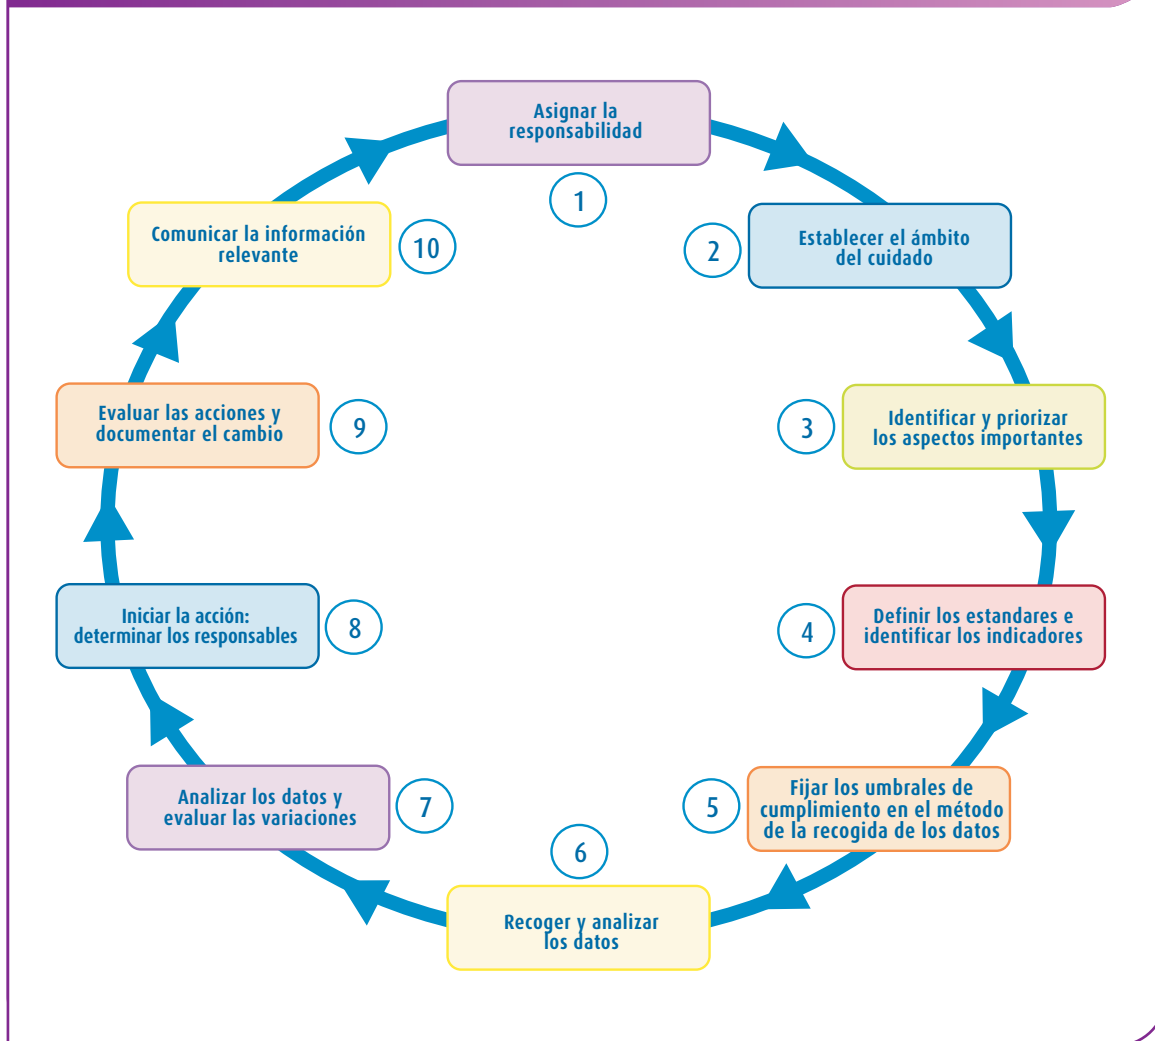 Asignar la
responsabilidad
1
2
Establecer el ámbito
del cuidado
3
Identificar y priorizar
los aspectos importantes
4
Definir los estandares e
identificar los indicadores
5
Fijar los umbrales de
cumplimiento en el método
de la recogida de los datos
6
Recoger y analizar
los datos
7
Analizar los datos y
evaluar las variaciones
8
Iniciar la acción:
determinar los responsables
9
Evaluar las acciones y
documentar el cambio
10
Comunicar la información
relevante